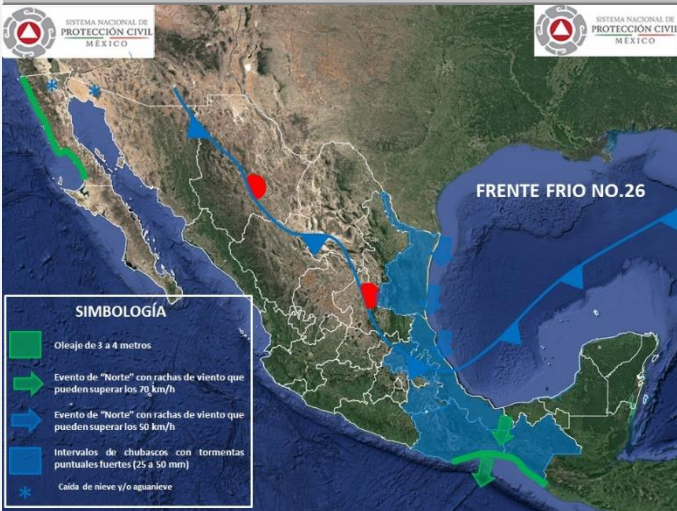 SISTEMA NACIONAL DE
PROTECCIÓN CIVIL
MÉXICO
SISTEMA NACIONAL DE
PROTECCIÓN CIVIL
MÉXICO
FRENTE FRIO NO.26
SIMBOLOGÍA
Oleaje de 3 a 4 metros
Evento de “Norte” con rachas de viento que
pueden superar los 70 km/h
Evento de “Norte” con rachas de viento que
pueden superar los 50 km/h
Intervalos de chubascos con tormentas
puntuales fuertes (25 a 50 mm)
Caída de nieve y/o aguanieve